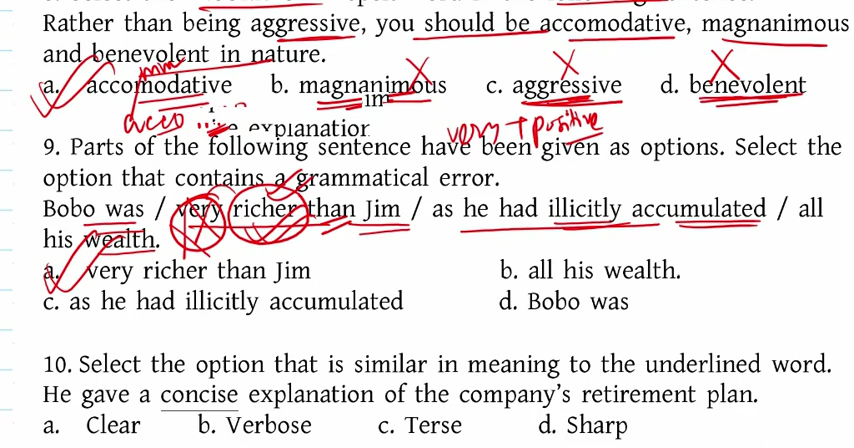 Rather than being aggressive, you should be accomodative, magnanimous
and benevolent in nature.
mm
a. accomodative b. magnanimous c. aggressive d. benevolent
im
acco explanation
very + positive
9. Parts of the following sentence have been given as options. Select the
option that contains a grammatical error.
Bobo was / very richer than Jim / as he had illicitly accumulated / all
his wealth.
a. very richer than Jim b. all his wealth.
c. as he had illicitly accumulated d. Bobo was
10. Select the option that is similar in meaning to the underlined word.
He gave a concise explanation of the company's retirement plan.
a. Clear b. Verbose c. Terse d. Sharp